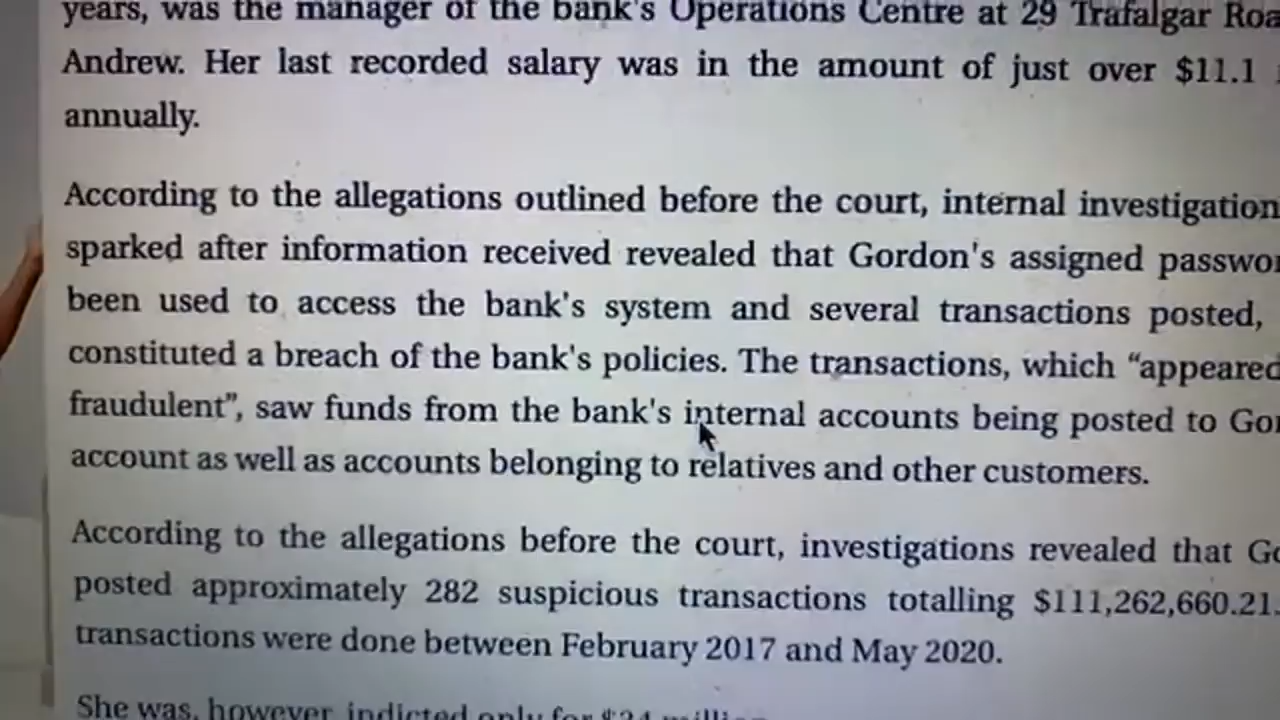 years, was the manager of the bank's Operations Centre at 29 Trafalgar Roa
Andrew. Her last recorded salary was in the amount of just over $11.1
annually.
According to the allegations outlined before the court, internal investigation
sparked after information received revealed that Gordon's assigned passwo
been used to access the bank's system and several transactions posted,
constituted a breach of the bank's policies. The transactions, which “appeared
fraudulent”, saw funds from the bank's internal accounts being posted to Go
account as well as accounts belonging to relatives and other customers.
According to the allegations before the court, investigations revealed that Go
posted approximately 282 suspicious transactions totalling $111,262,660.21.
transactions were done between February 2017 and May 2020.
She was, however, indicted only for $34 million